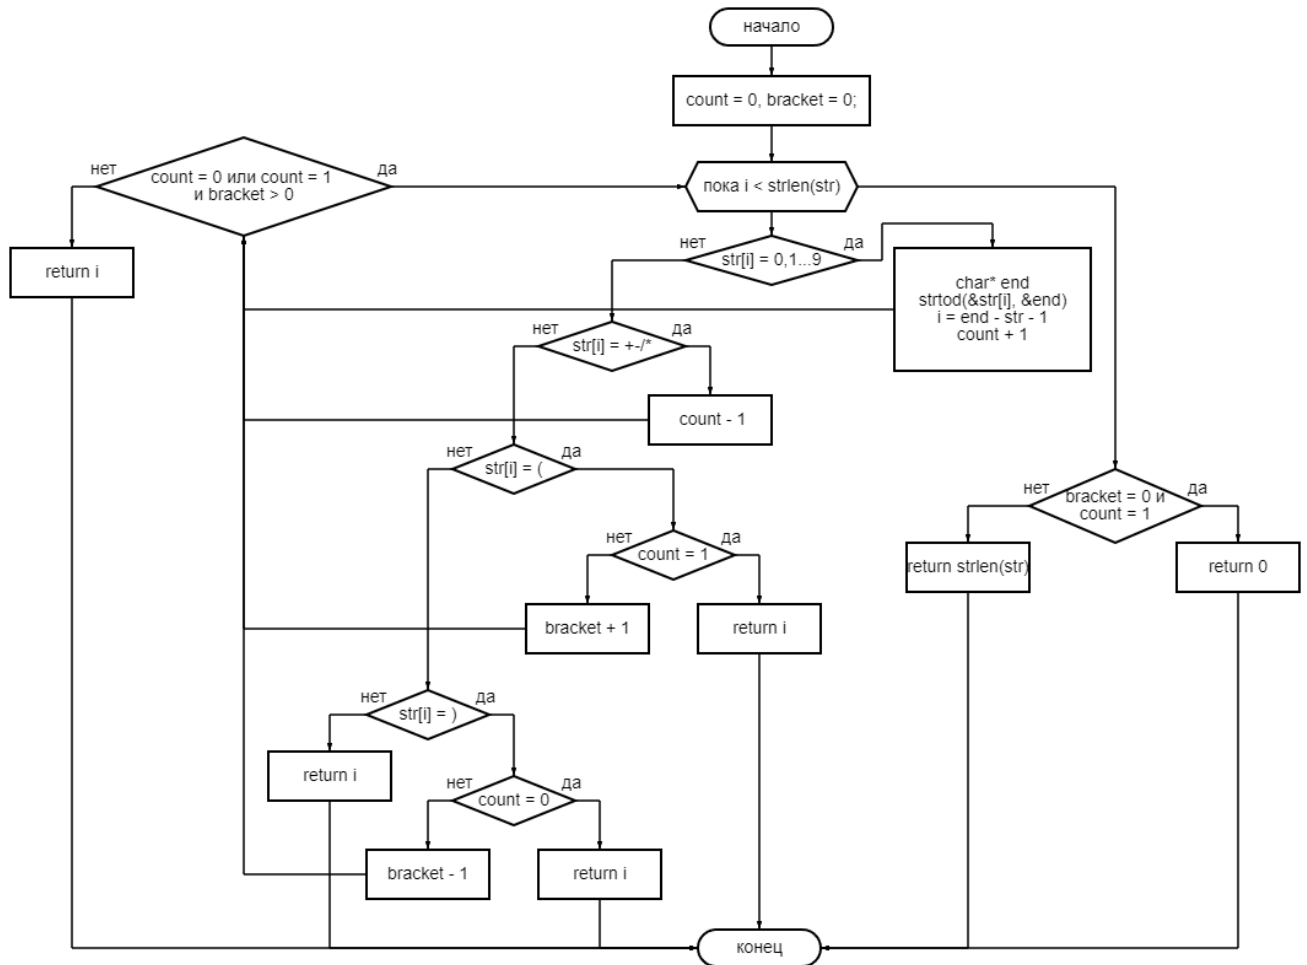 начало
count = 0, bracket = 0;
нет
да
count = 0 или count = 1
и bracket > 0
пока i < strlen(str)
return i
нет
да
str[i] = 0,1...9
char* end
strtod(&str[i], &end)
i = end - str - 1
count + 1
нет
да
str[i] = +-/*
count - 1
нет
да
str[i] = (
нет
да
count = 1
bracket + 1
return i
нет
да
bracket = 0 и
count = 1
return strlen(str)
return 0
нет
да
str[i] = )
return i
нет
да
count = 0
bracket - 1
return i
конец